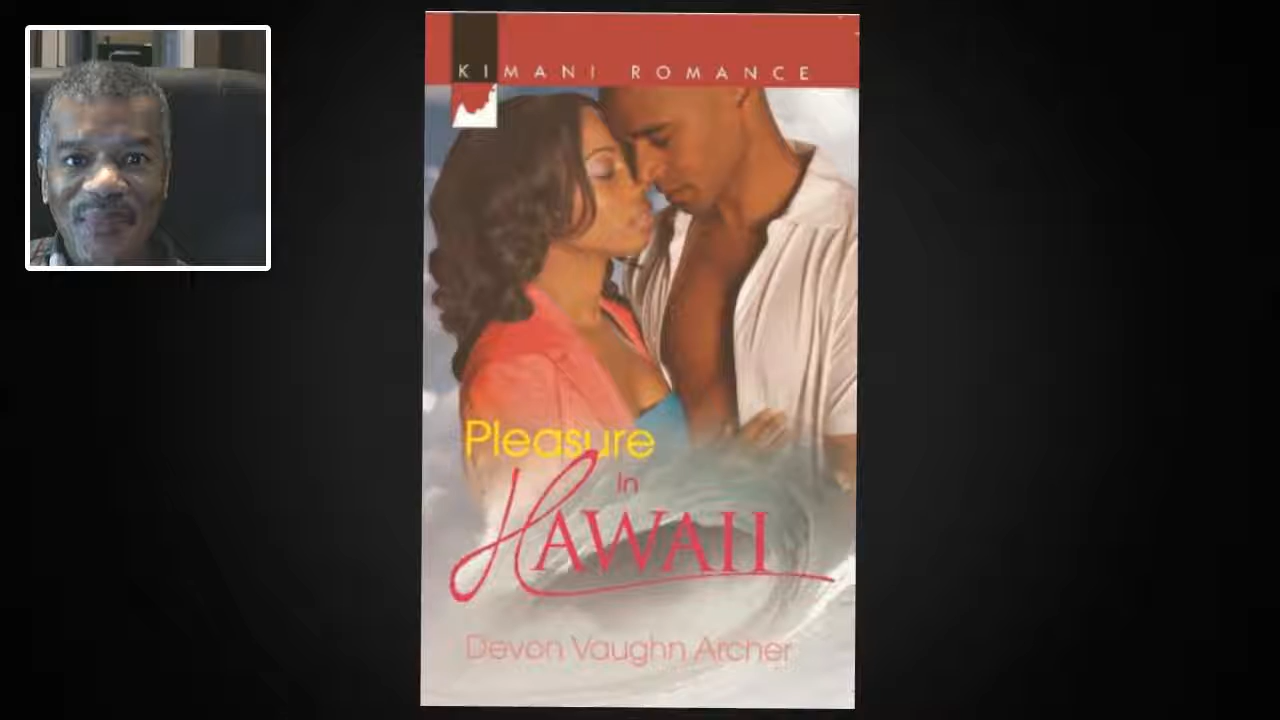 KIMANI ROMANCE
Pleasure
In
HAWAII
Devon Vaughn Archer